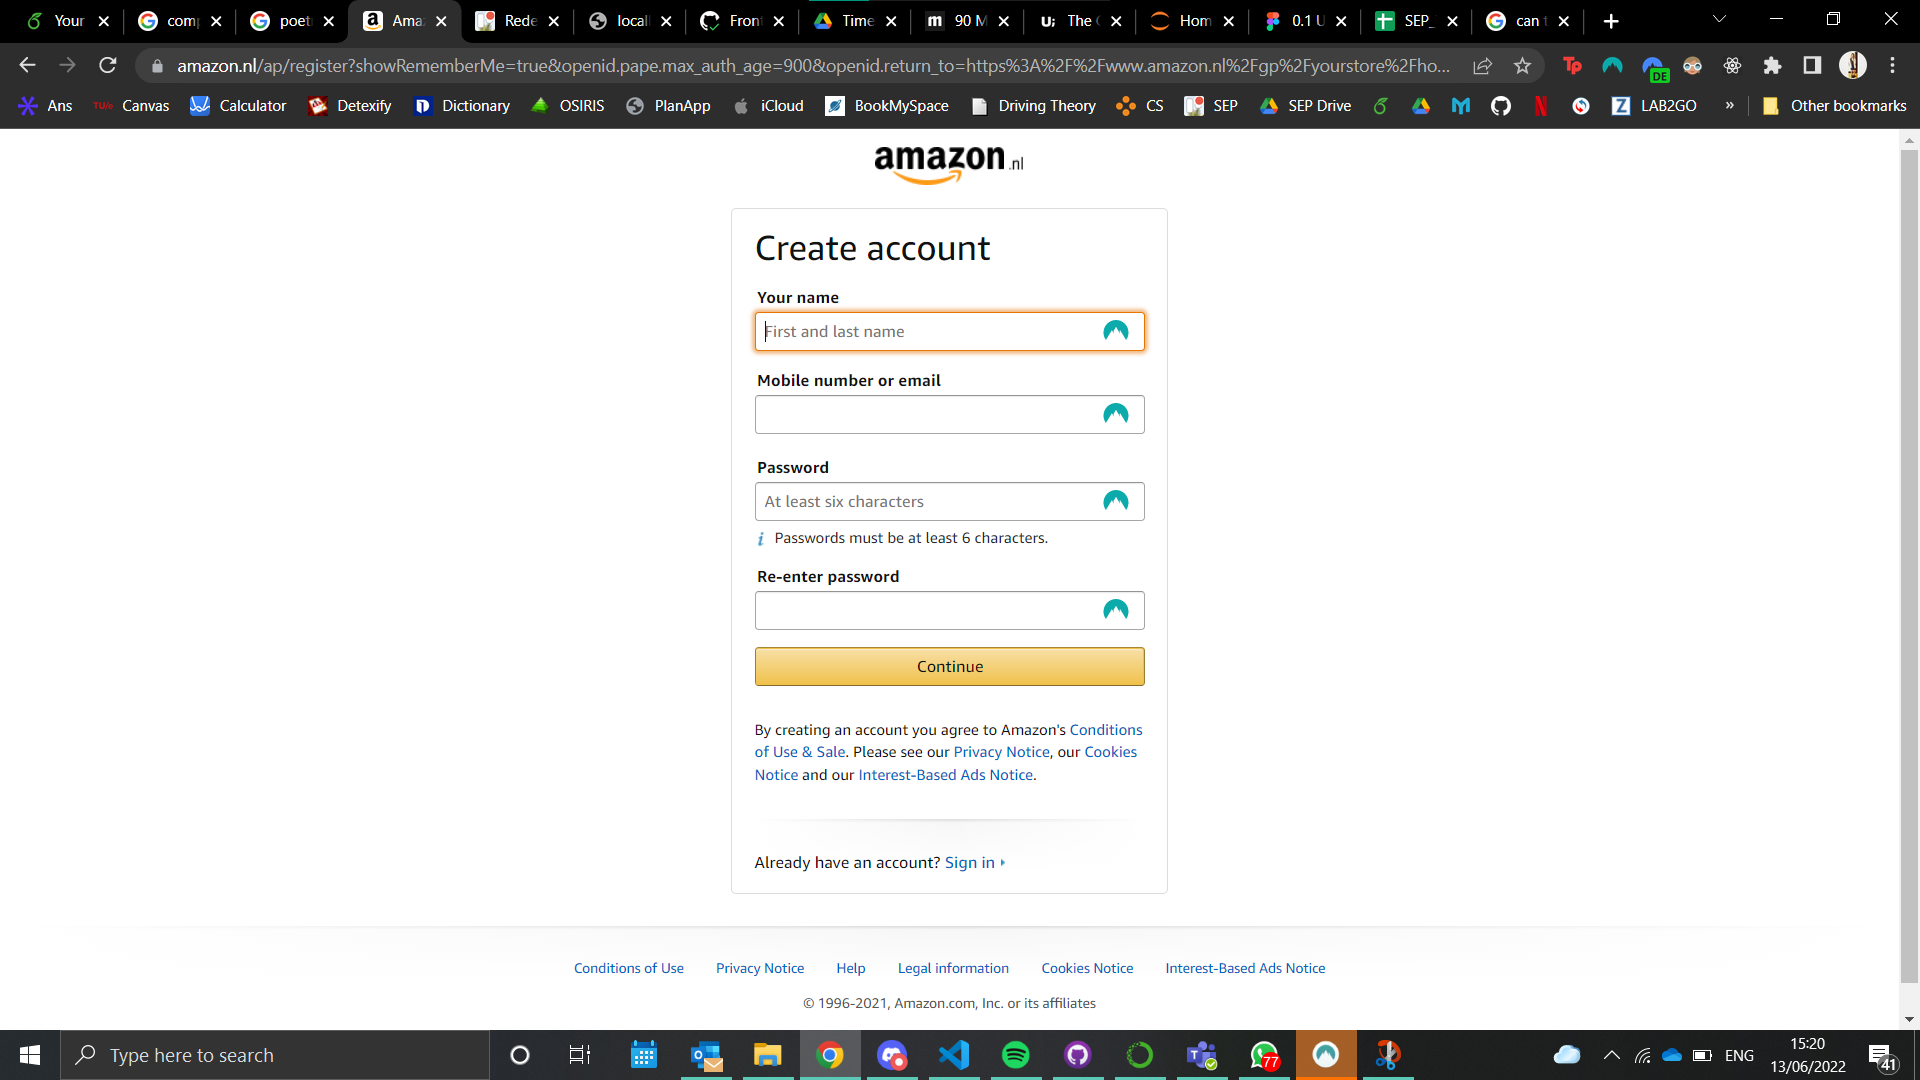 Your
com
poet
Ama
Rede
locall
Front
Time
90 M
The
Hom
0.1 U
SEP_
can t
amazon.nl/ap/register?showRememberMe=true&openid.pape.max_auth_age=900&openid.return_to=https%3A%2F%2Fwww.amazon.nl%2Fgp%2Fyourstore%2Fho...
DE
Ans
TU/e Canvas
Calculator
Detexify
Dictionary
OSIRIS
PlanApp
iCloud
BookMySpace
Driving Theory
CS
SEP
SEP Drive
LAB2GO
»
Other bookmarks
amazon.nl
Create account
Your name
First and last name
Mobile number or email
Password
At least six characters
i Passwords must be at least 6 characters.
Re-enter password
Continue
By creating an account you agree to Amazon's Conditions
of Use & Sale. Please see our Privacy Notice, our Cookies
Notice and our Interest-Based Ads Notice.
Already have an account? Sign in
Conditions of Use Privacy Notice Help Legal information Cookies Notice Interest-Based Ads Notice
© 1996-2021, Amazon.com, Inc. or its affiliates
Type here to search
77
ENG
15:20
13/06/2022
41